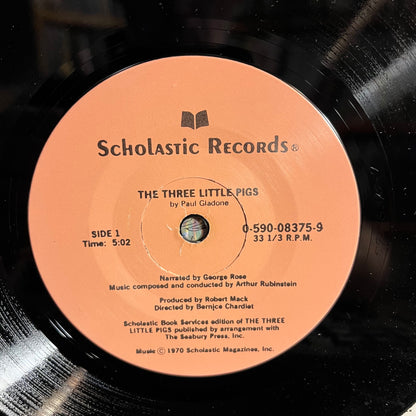 Scholastic Records®
THE THREE LITTLE PIGS
by Paul Gladone
SIDE 1
Time: 5:02
0-590-08375-9
33 1/3 R.P.M.
Narrated by George Rose
Music composed and conducted by Arthur Rubinstein
Produced by Robert Mack
Directed by Bernice Chardiet
Scholastic Book Services edition of THE THREE
LITTLE PIGS published by arrangement with
The Seabury Press, Inc.
Music © 1970 Scholastic Magazines, Inc.